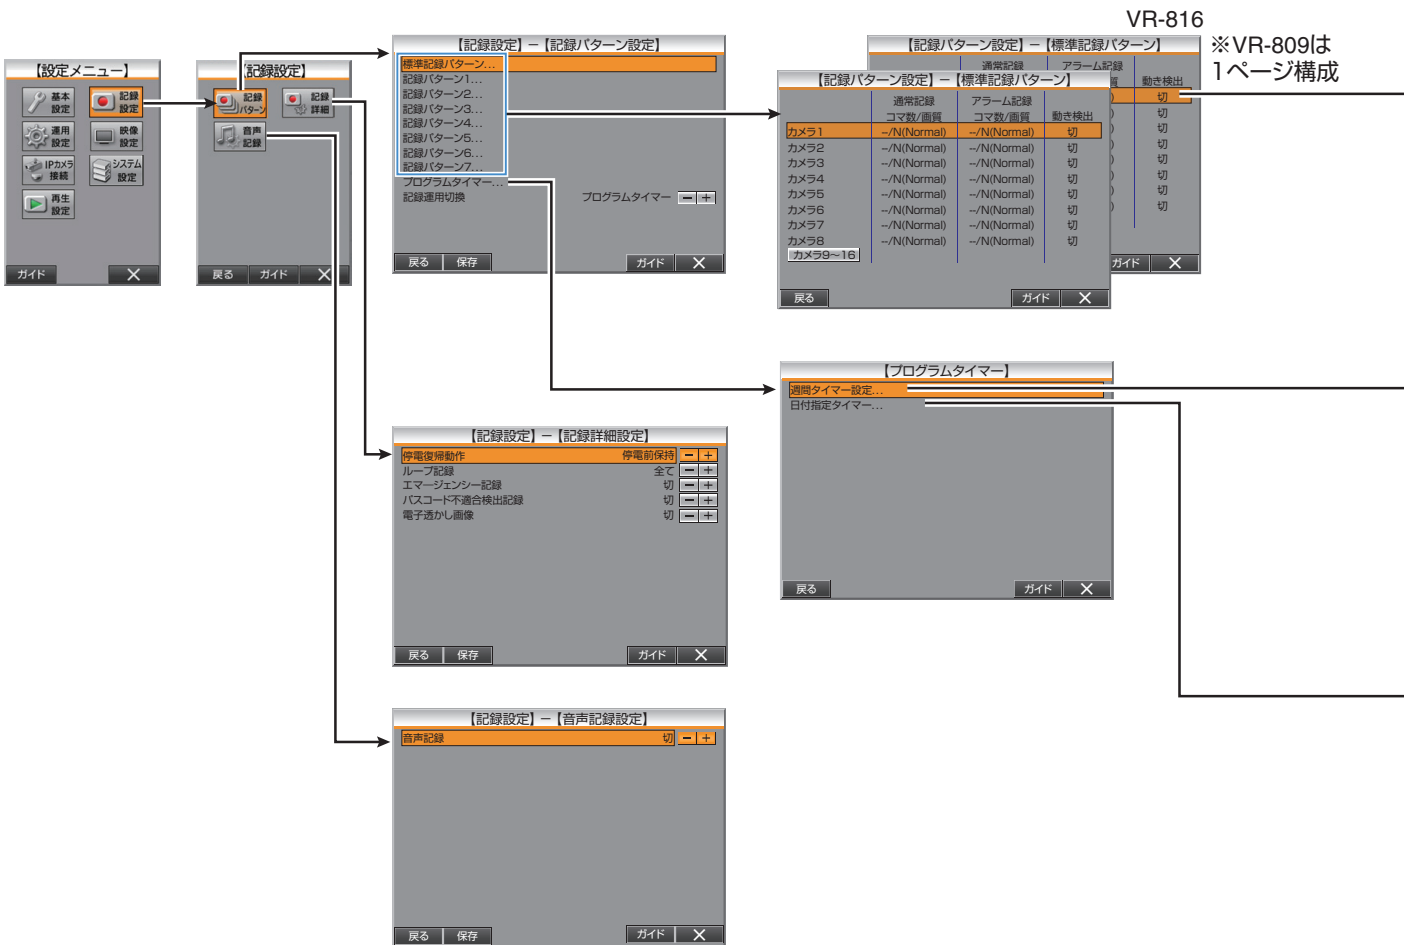 VR-816
※VR-809は
1ページ構成
【設定メニュー】
基本
設定
記録
設定
運用
設定
映像
設定
IPカメラ
接続
システム
設定
再生
設定
ガイド ✕
【記録設定】
記録
パターン
記録
詳細
音声
記録
戻る ガイド ✕
【記録設定】－【記録パターン設定】
標準記録パターン...
記録パターン1...
記録パターン2...
記録パターン3...
記録パターン4...
記録パターン5...
記録パターン6...
記録パターン7...
プログラムタイマー...
記録運用切換 プログラムタイマー － ＋
戻る 保存 ガイド ✕
【記録パターン設定】－【標準記録パターン】
通常記録 アラーム記録
質 動き検出
) 切
) 切
) 切
) 切
) 切
) 切
) 切
) 切
ガイド ✕
【記録パターン設定】－【標準記録パターン】
通常記録 アラーム記録
コマ数/画質 コマ数/画質 動き検出
カメラ1 --/N(Normal) --/N(Normal) 切
カメラ2 --/N(Normal) --/N(Normal) 切
カメラ3 --/N(Normal) --/N(Normal) 切
カメラ4 --/N(Normal) --/N(Normal) 切
カメラ5 --/N(Normal) --/N(Normal) 切
カメラ6 --/N(Normal) --/N(Normal) 切
カメラ7 --/N(Normal) --/N(Normal) 切
カメラ8 --/N(Normal) --/N(Normal) 切
カメラ9～16
戻る ガイド ✕
【プログラムタイマー】
週間タイマー設定...
日付指定タイマー...
戻る ガイド ✕
【記録設定】－【記録詳細設定】
停電復帰動作 停電前保持 － ＋
ループ記録 全て － ＋
エマージェンシー記録 切 － ＋
パスコード不適合検出記録 切 － ＋
電子透かし画像 切 － ＋
戻る 保存 ガイド ✕
【記録設定】－【音声記録設定】
音声記録 切 － ＋
戻る 保存 ガイド ✕